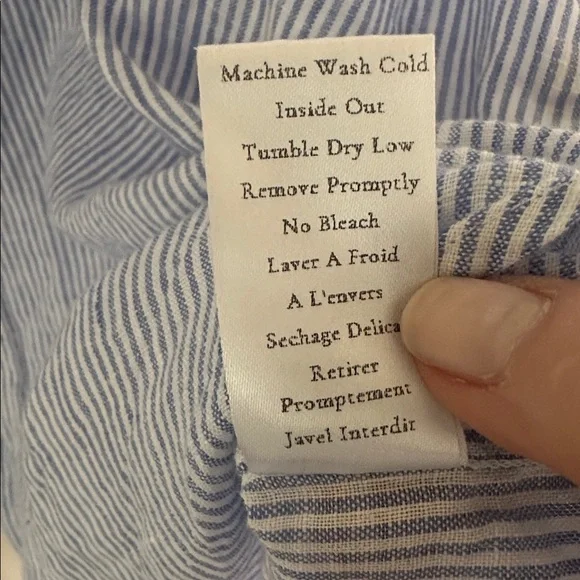 Machine Wash Cold
Inside Out
Tumble Dry Low
Remove Promptly
No Bleach
Laver A Froid
A L'envers
Sechage Delica
Retirer
Promptement
Javel Interdit